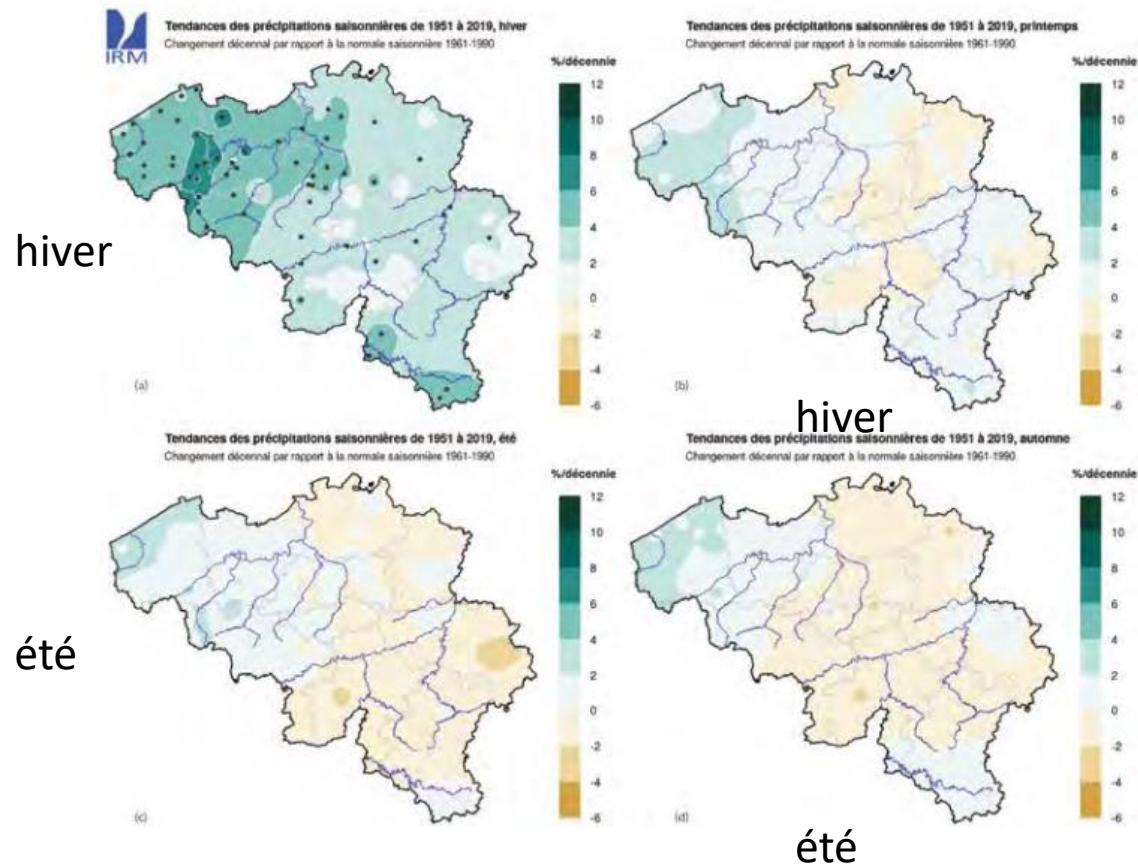 IRM
Tendances des précipitations saisonnières de 1951 à 2019, hiver
Changement décennal par rapport à la normale saisonnière 1961-1990
%/décennie
12
10
8
6
4
2
0
-2
-4
-6
(a)
hiver
Tendances des précipitations saisonnières de 1951 à 2019, printemps
Changement décennal par rapport à la normale saisonnière 1961-1990
%/décennie
12
10
8
6
4
2
0
-2
-4
-6
(b)
hiver
Tendances des précipitations saisonnières de 1951 à 2019, été
Changement décennal par rapport à la normale saisonnière 1961-1990
%/décennie
12
10
8
6
4
2
0
-2
-4
-6
(c)
été
Tendances des précipitations saisonnières de 1951 à 2019, automne
Changement décennal par rapport à la normale saisonnière 1961-1990
%/décennie
12
10
8
6
4
2
0
-2
-4
-6
(d)
été